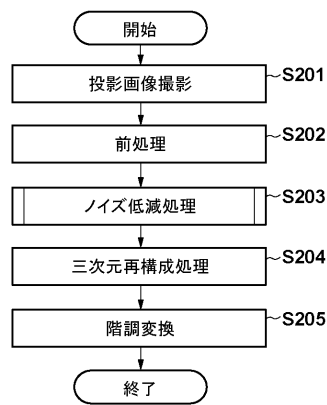 開始
投影画像撮影 S201
前処理 S202
ノイズ低減処理 S203
三次元再構成処理 S204
階調変換 S205
終了